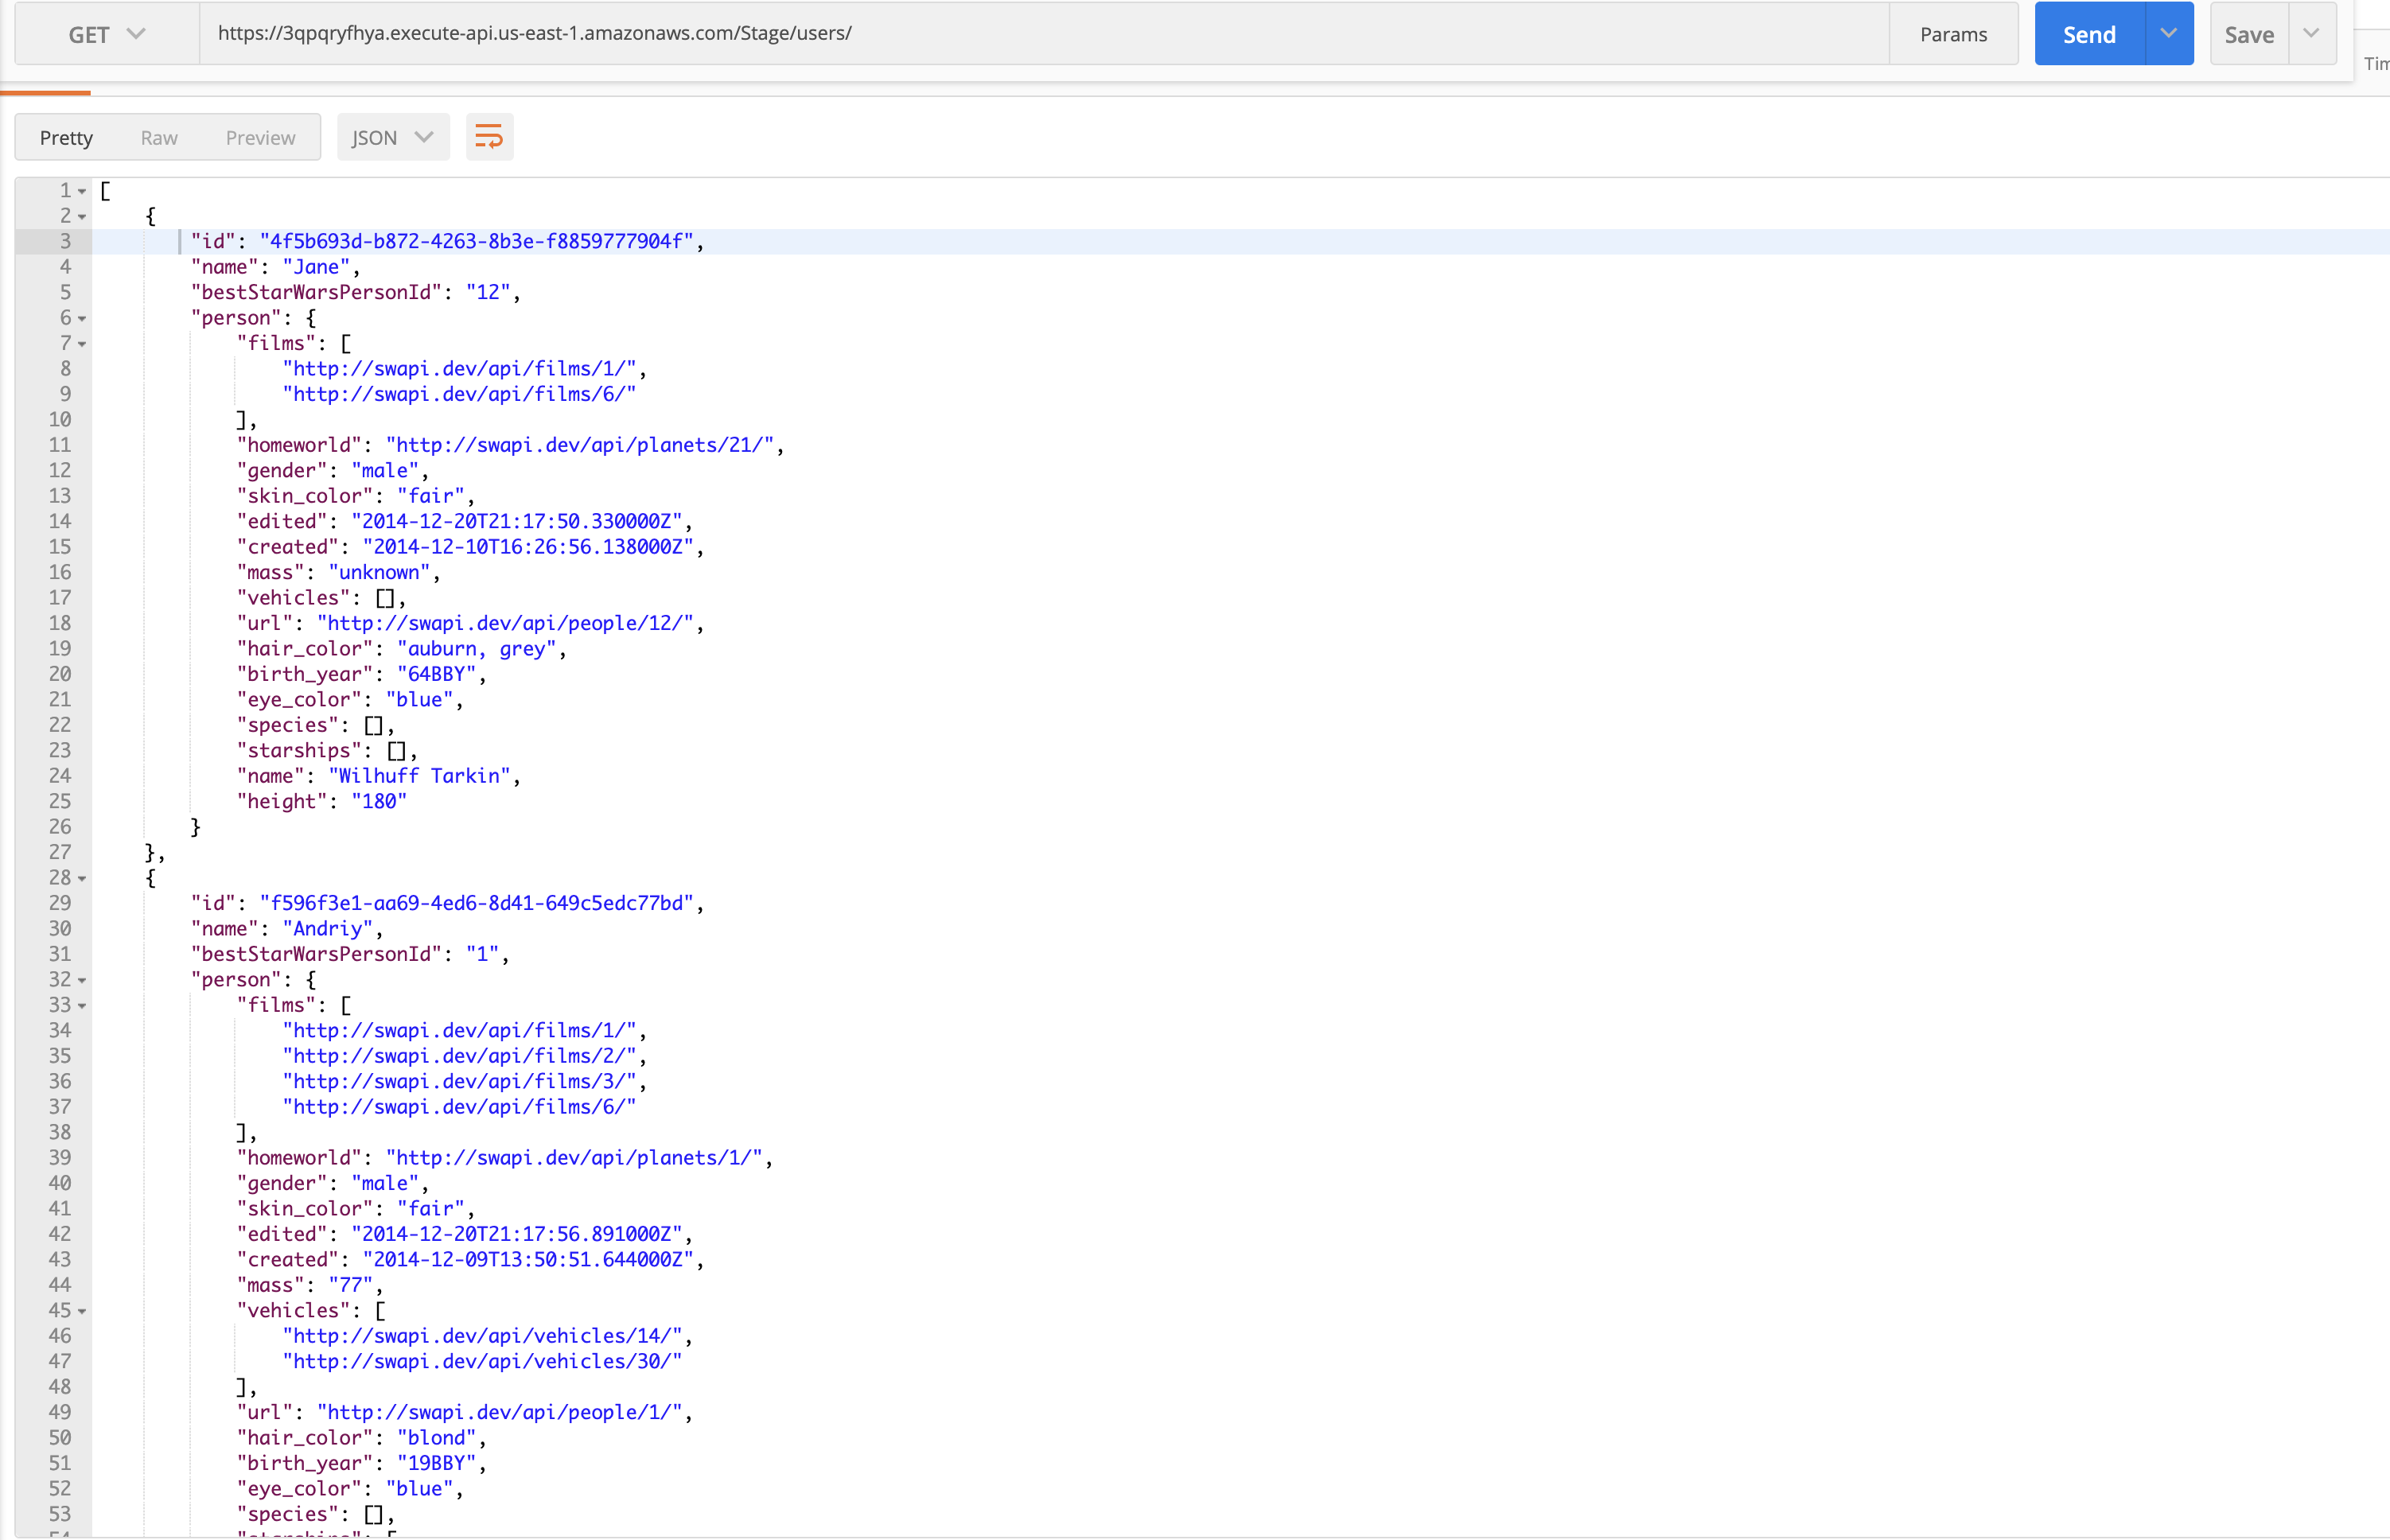 GET https://3qpqryfhya.execute-api.us-east-1.amazonaws.com/Stage/users/ Params Send Save
Pretty Raw Preview JSON
1 [
2 {
3 "id": "4f5b693d-b872-4263-8b3e-f8859777904f",
4 "name": "Jane",
5 "bestStarWarsPersonId": "12",
6 "person": {
7 "films": [
8 "http://swapi.dev/api/films/1/",
9 "http://swapi.dev/api/films/6/"
10 ],
11 "homeworld": "http://swapi.dev/api/planets/21/",
12 "gender": "male",
13 "skin_color": "fair",
14 "edited": "2014-12-20T21:17:50.330000Z",
15 "created": "2014-12-10T16:26:56.138000Z",
16 "mass": "unknown",
17 "vehicles": [],
18 "url": "http://swapi.dev/api/people/12/",
19 "hair_color": "auburn, grey",
20 "birth_year": "64BBY",
21 "eye_color": "blue",
22 "species": [],
23 "starships": [],
24 "name": "Wilhuff Tarkin",
25 "height": "180"
26 }
27 },
28 {
29 "id": "f596f3e1-aa69-4ed6-8d41-649c5edc77bd",
30 "name": "Andriy",
31 "bestStarWarsPersonId": "1",
32 "person": {
33 "films": [
34 "http://swapi.dev/api/films/1/",
35 "http://swapi.dev/api/films/2/",
36 "http://swapi.dev/api/films/3/",
37 "http://swapi.dev/api/films/6/"
38 ],
39 "homeworld": "http://swapi.dev/api/planets/1/",
40 "gender": "male",
41 "skin_color": "fair",
42 "edited": "2014-12-20T21:17:56.891000Z",
43 "created": "2014-12-09T13:50:51.644000Z",
44 "mass": "77",
45 "vehicles": [
46 "http://swapi.dev/api/vehicles/14/",
47 "http://swapi.dev/api/vehicles/30/"
48 ],
49 "url": "http://swapi.dev/api/people/1/",
50 "hair_color": "blond",
51 "birth_year": "19BBY",
52 "eye_color": "blue",
53 "species": [],